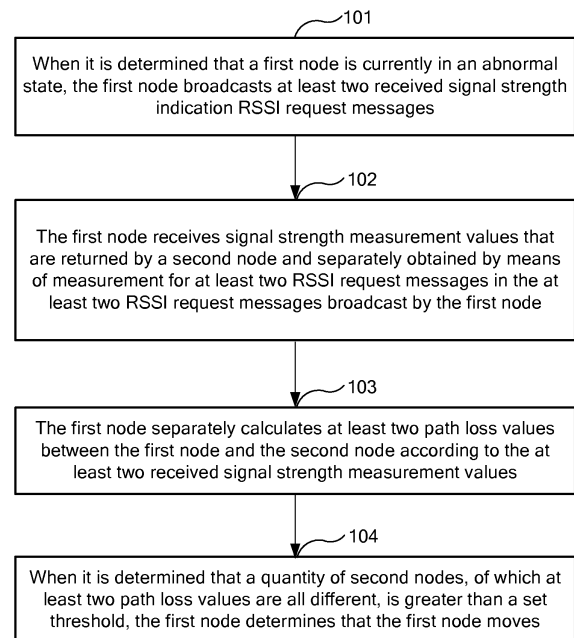 101
When it is determined that a first node is currently in an abnormal
state, the first node broadcasts at least two received signal strength
indication RSSI request messages
102
The first node receives signal strength measurement values that
are returned by a second node and separately obtained by means
of measurement for at least two RSSI request messages in the at
least two RSSI request messages broadcast by the first node
103
The first node separately calculates at least two path loss values
between the first node and the second node according to the at
least two received signal strength measurement values
104
When it is determined that a quantity of second nodes, of which at
least two path loss values are all different, is greater than a set
threshold, the first node determines that the first node moves